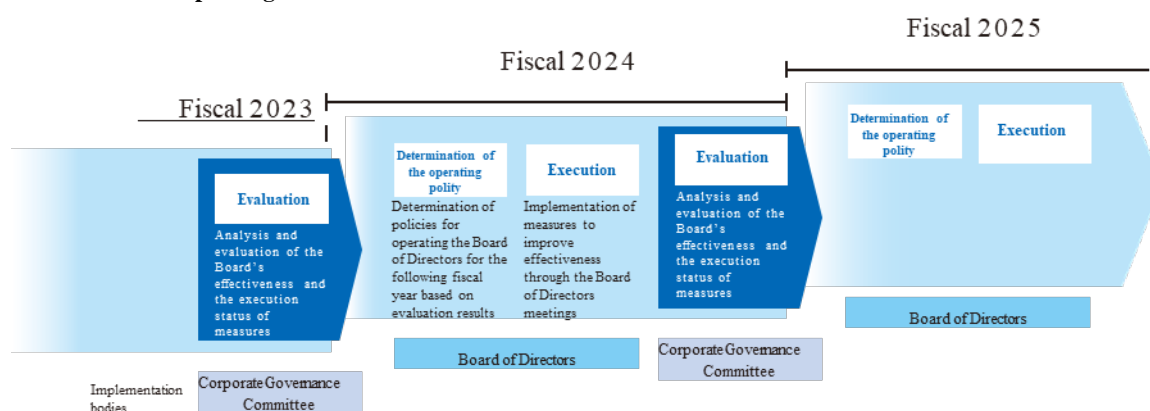 Fiscal 2025
Fiscal 2024
Fiscal 2023
Evaluation
Analysis and
evaluation of the
Board's
effectiveness and
the execution
status of
measures
Determination of
the operating
polity
Determination of
policies for
operating the Board
of Directors for the
following fiscal
year based on
evaluation results
Execution
Implementation of
measures to
improve
effectiveness
through the Board
of Directors
meetings
Evaluation
Analysis and
evaluation of the
Board's
effectiveness and
the execution
status of
measures
Determination of
the operating
polity
Execution
Board of Directors
Board of Directors
Corporate Governance
Committee
Implementation
bodies
Corporate Governance
Committee